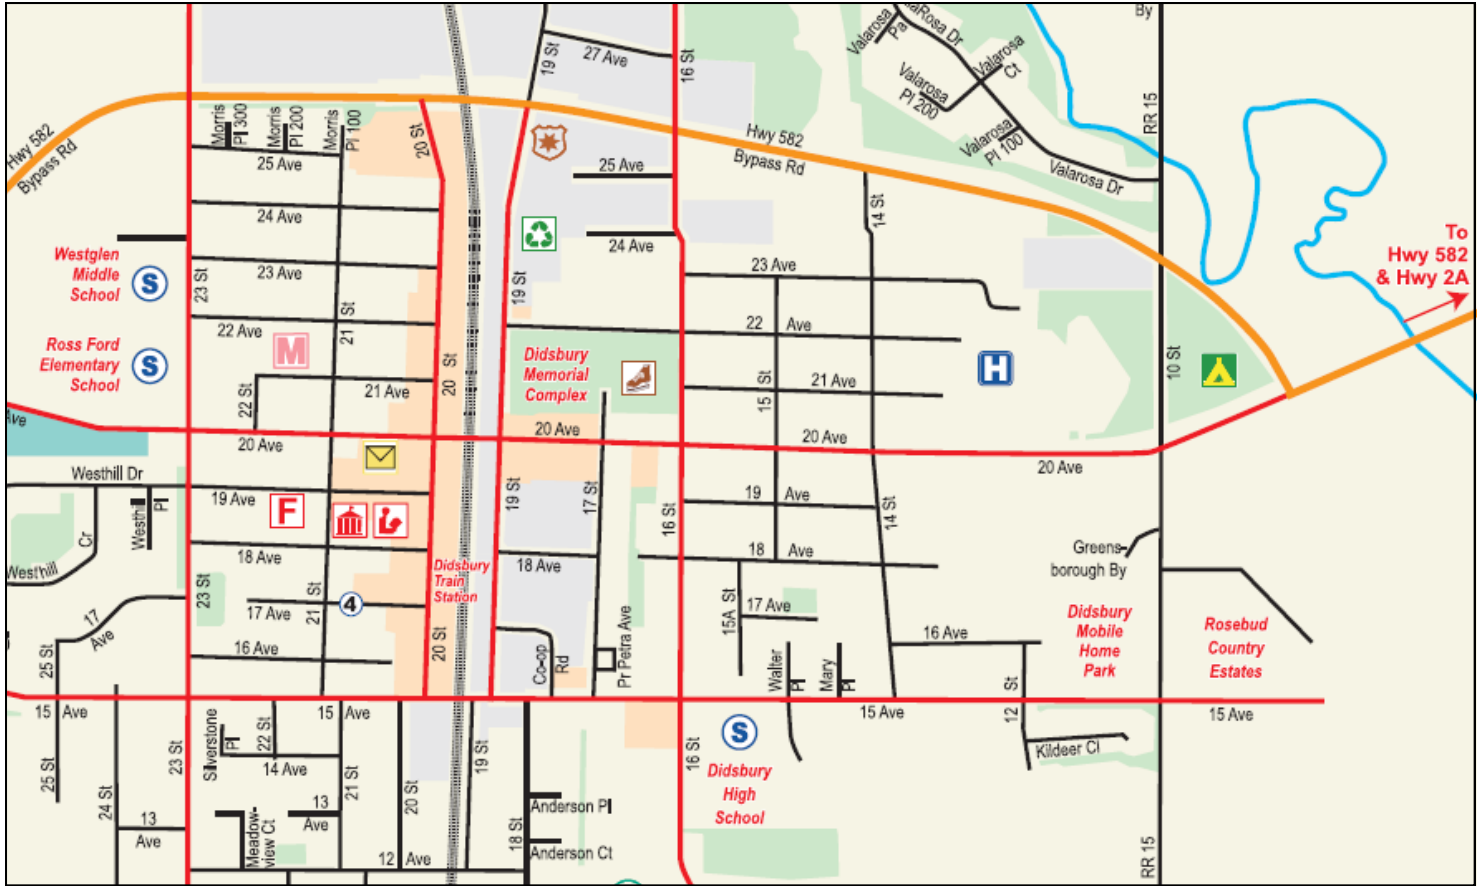 By
Valarosa
Pa
ValaRosa Dr
Valarosa
Ct
Valarosa
Pl 200
Valarosa
Pl 100
Valarosa Dr
19 St
27 Ave
16 St
RR 15
Hwy 582
Bypass Rd
Morris
Pl 300
Morris
Pl 200
Morris
Pl 100
20 St
Hwy 582
Bypass Rd
25 Ave
25 Ave
24 Ave
14 St
24 Ave
To
Hwy 582
& Hwy 2A
Westglen
Middle
School
S
23 St
23 Ave
19 St
23 Ave
22 Ave
21 St
22 Ave
Ross Ford
Elementary
School
S
M
20 St
Didsbury
Memorial
Complex
H
10 St
22 St
21 Ave
15 St
21 Ave
Ave
20 Ave
20 Ave
20 Ave
20 Ave
Westhill Dr
19 Ave
F
19 St
17 St
16 St
19 Ave
14 St
Westhill
Pl
Cr
Westhill
18 Ave
18 Ave
18 Ave
Greens-
borough By
Didsbury
Train
Station
23 St
21 St
17 Ave
4
17
Ave
15A St
17 Ave
Didsbury
Mobile
Home
Park
Rosebud
Country
Estates
25 St
16 Ave
20 St
Co-op
Rd
Pr Petra Ave
Walter
Pl
Mary
Pl
16 Ave
12 St
15 Ave
15 Ave
15 Ave
15 Ave
Silverstone
Pl
22 St
14 Ave
23 St
25 St
24 St
21 St
20 St
19 St
16 St
S
Didsbury
High
School
Kildeer Cl
13
Ave
13
Ave
Meadow-
view Ct
12 Ave
18 St
Anderson Pl
Anderson Ct
RR 15